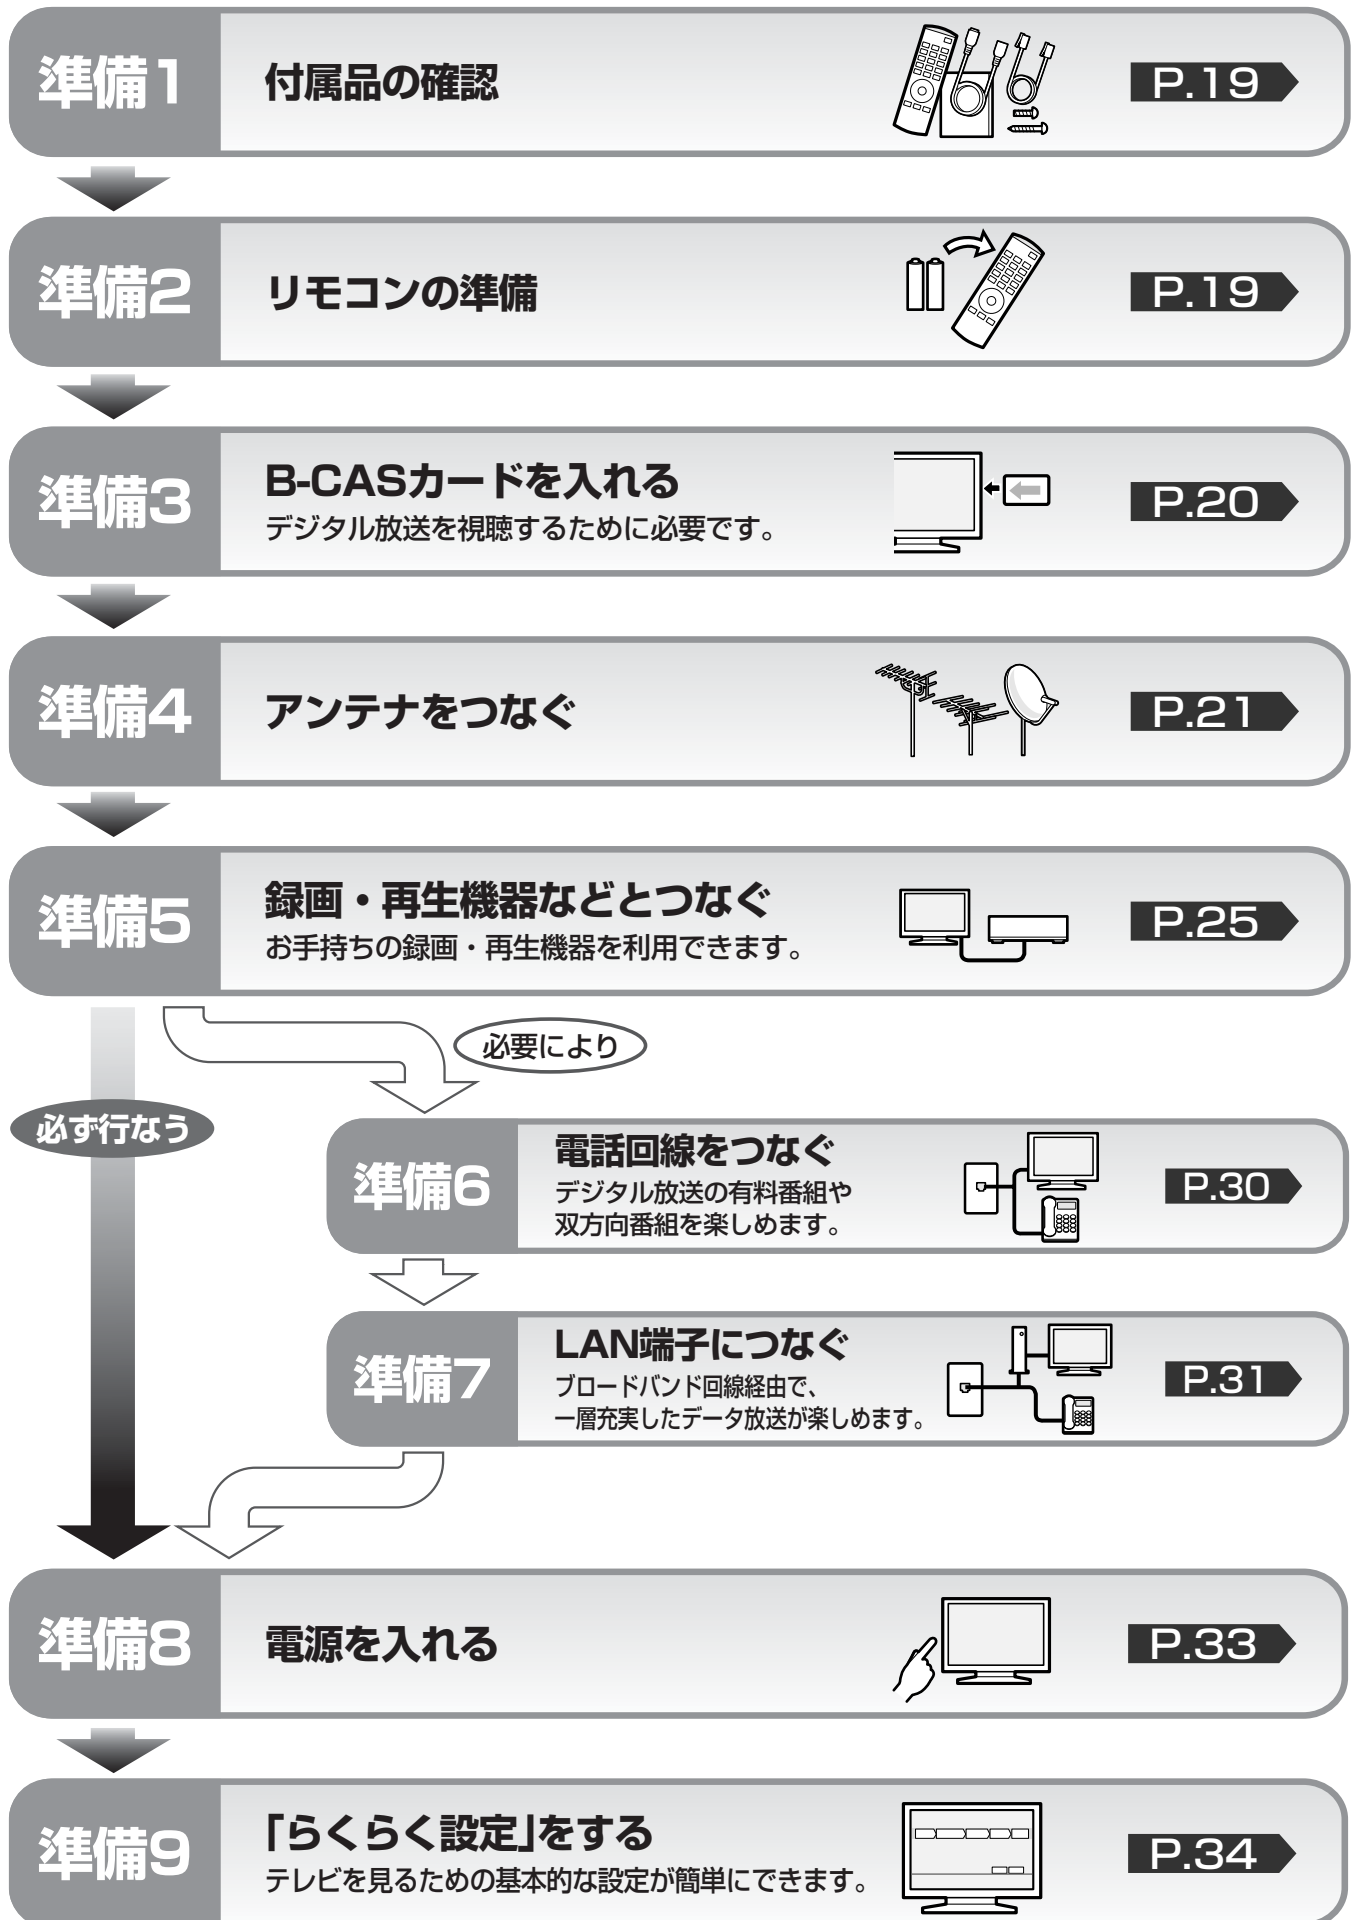 準備1
付属品の確認
P.19
準備2
リモコンの準備
P.19
準備3
B-CASカードを入れる
デジタル放送を視聴するために必要です。
P.20
準備4
アンテナをつなぐ
P.21
準備5
録画・再生機器などとつなぐ
お手持ちの録画・再生機器を利用できます。
P.25
必要により
必ず行なう
準備6
電話回線をつなぐ
デジタル放送の有料番組や
双方向番組を楽しめます。
P.30
準備7
LAN端子につなぐ
ブロードバンド回線経由で、
一層充実したデータ放送が楽しめます。
P.31
準備8
電源を入れる
P.33
準備9
「らくらく設定」をする
テレビを見るための基本的な設定が簡単にできます。
P.34